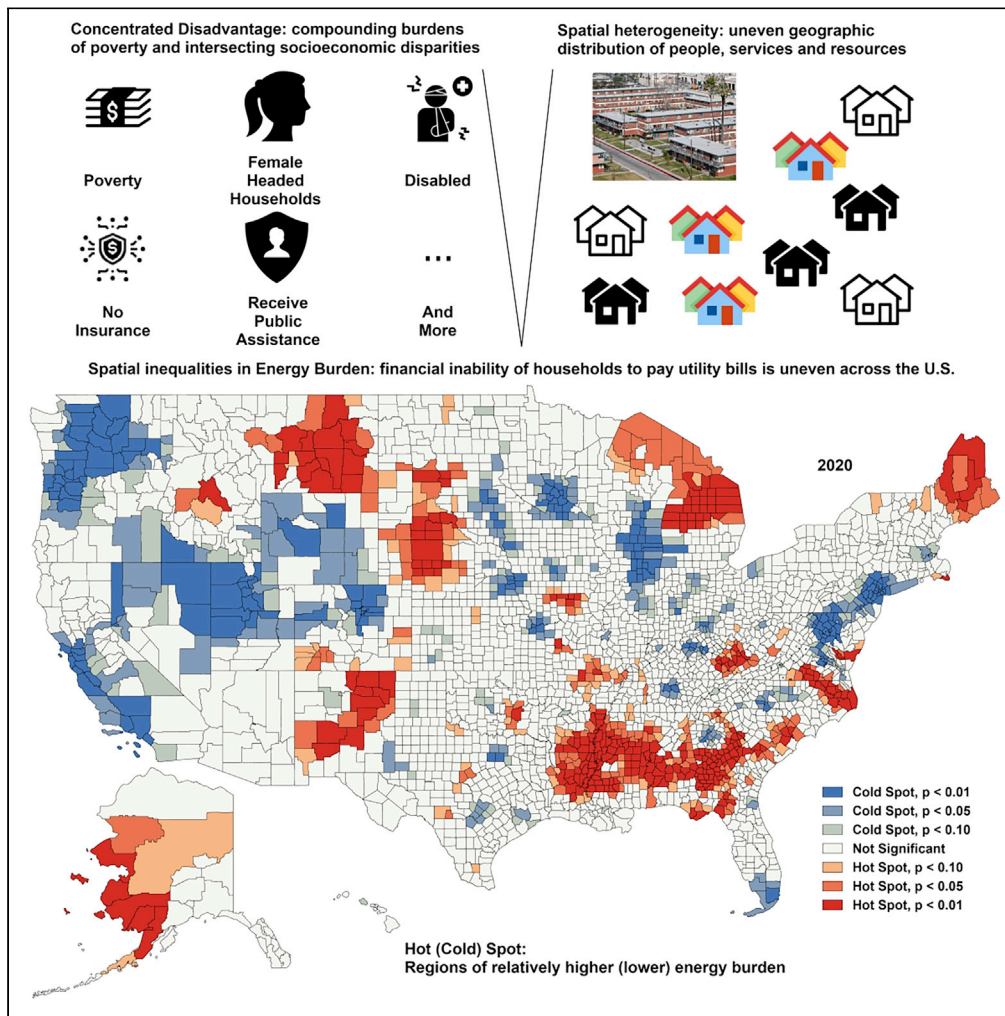 Concentrated Disadvantage: compounding burdens
of poverty and intersecting socioeconomic disparities
Spatial heterogeneity: uneven geographic
distribution of people, services and resources
$
Poverty
Female
Headed
Households
Disabled
$
No
Insurance
Receive
Public
Assistance
...
And
More
Spatial inequalities in Energy Burden: financial inability of households to pay utility bills is uneven across the U.S.
2020
Cold Spot, p < 0.01
Cold Spot, p < 0.05
Cold Spot, p < 0.10
Not Significant
Hot Spot, p < 0.10
Hot Spot, p < 0.05
Hot Spot, p < 0.01
Hot (Cold) Spot:
Regions of relatively higher (lower) energy burden